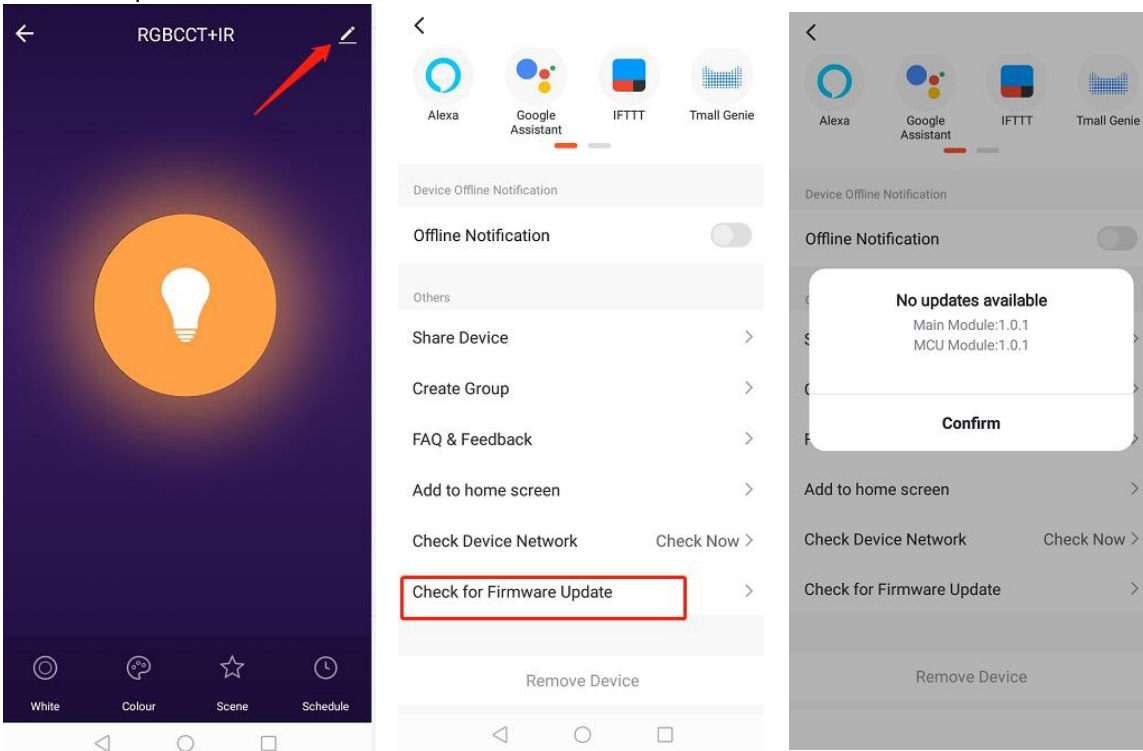 RGBCCT+IR
White
Colour
Scene
Schedule
Alexa
Google
Assistant
IFTTT
Tmall Genie
Device Offline Notification
Offline Notification
Others
Share Device
Create Group
FAQ & Feedback
Add to home screen
Check Device Network
Check Now
Check for Firmware Update
Remove Device
Alexa
Google
Assistant
IFTTT
Tmall Genie
Device Offline Notification
Offline Notification
No updates available
Main Module:1.0.1
MCU Module:1.0.1
Confirm
Add to home screen
Check Device Network
Check Now
Check for Firmware Update
Remove Device